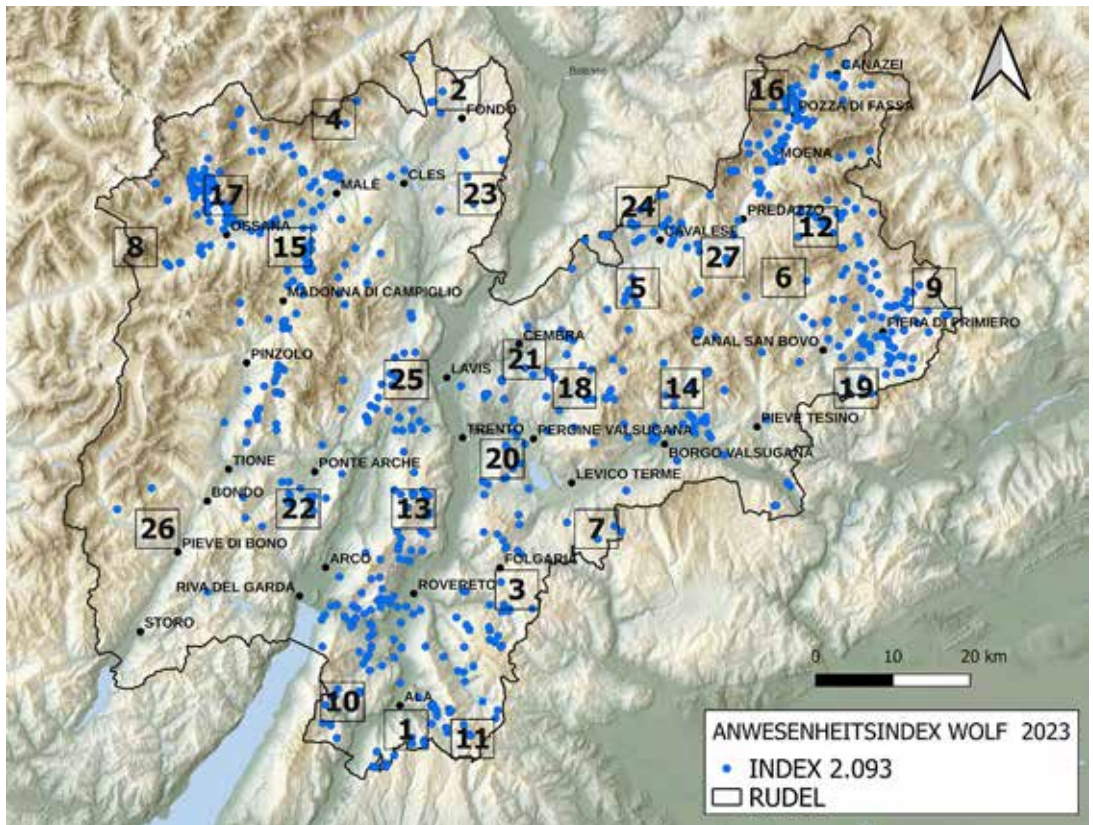 CANAZEI
16
2
POZZA DI FASSA
FONDO
4
MOENA
CLES
MALÉ
17
23
24
PREDAZZO
12
OSSANA
CAVALESE
8
15
27
6
5
9
MADONNA DI CAMPIGLIO
FIERA DI PRIMIERO
CEMBRA
CANAL SAN BOVO
21
PINZOLO
LAVIS
25
18
14
19
PIEVE TESINO
TRENTO
PERGINE VALSUGANA
BORGO VALSUGANA
20
TIONE
PONTE ARCHE
LEVICO TERME
BONDO
22
13
26
7
PIEVE DI BONO
ARCO
FOLGARIA
RIVA DEL GARDA
ROVERETO
3
STORO
0 10 20 km
10
ALA
1
11
ANWESENHEITSINDEX WOLF 2023
INDEX 2.093
RUDEL